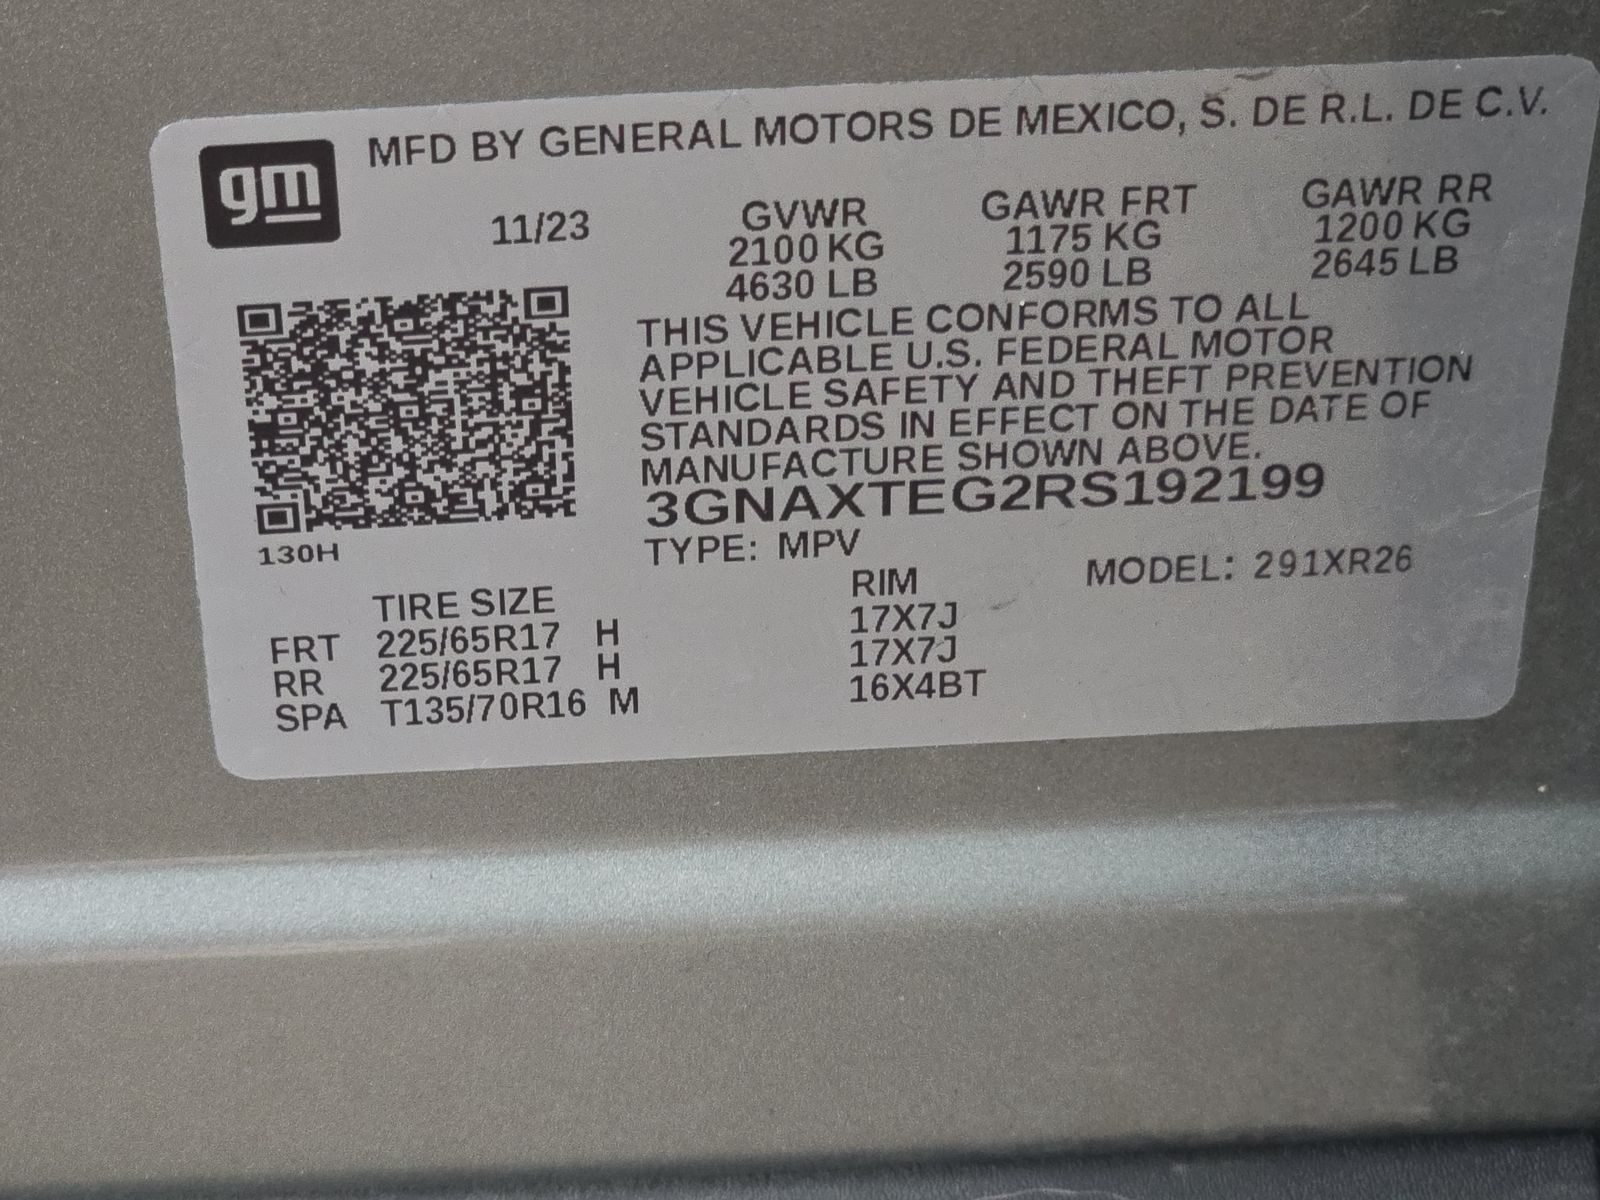 gm
MFD BY GENERAL MOTORS DE MEXICO, S. DE R.L. DE C.V.
11/23 GVWR GAWR FRT GAWR RR
2100 KG 1175 KG 1200 KG
4630 LB 2590 LB 2645 LB
THIS VEHICLE CONFORMS TO ALL
APPLICABLE U.S. FEDERAL MOTOR
VEHICLE SAFETY AND THEFT PREVENTION
STANDARDS IN EFFECT ON THE DATE OF
MANUFACTURE SHOWN ABOVE.
3GNAXTEG2RS192199
130H
TYPE: MPV MODEL: 291XR26
TIRE SIZE RIM
FRT 225/65R17 H 17X7J
RR 225/65R17 H 17X7J
SPA T135/70R16 M 16X4BT